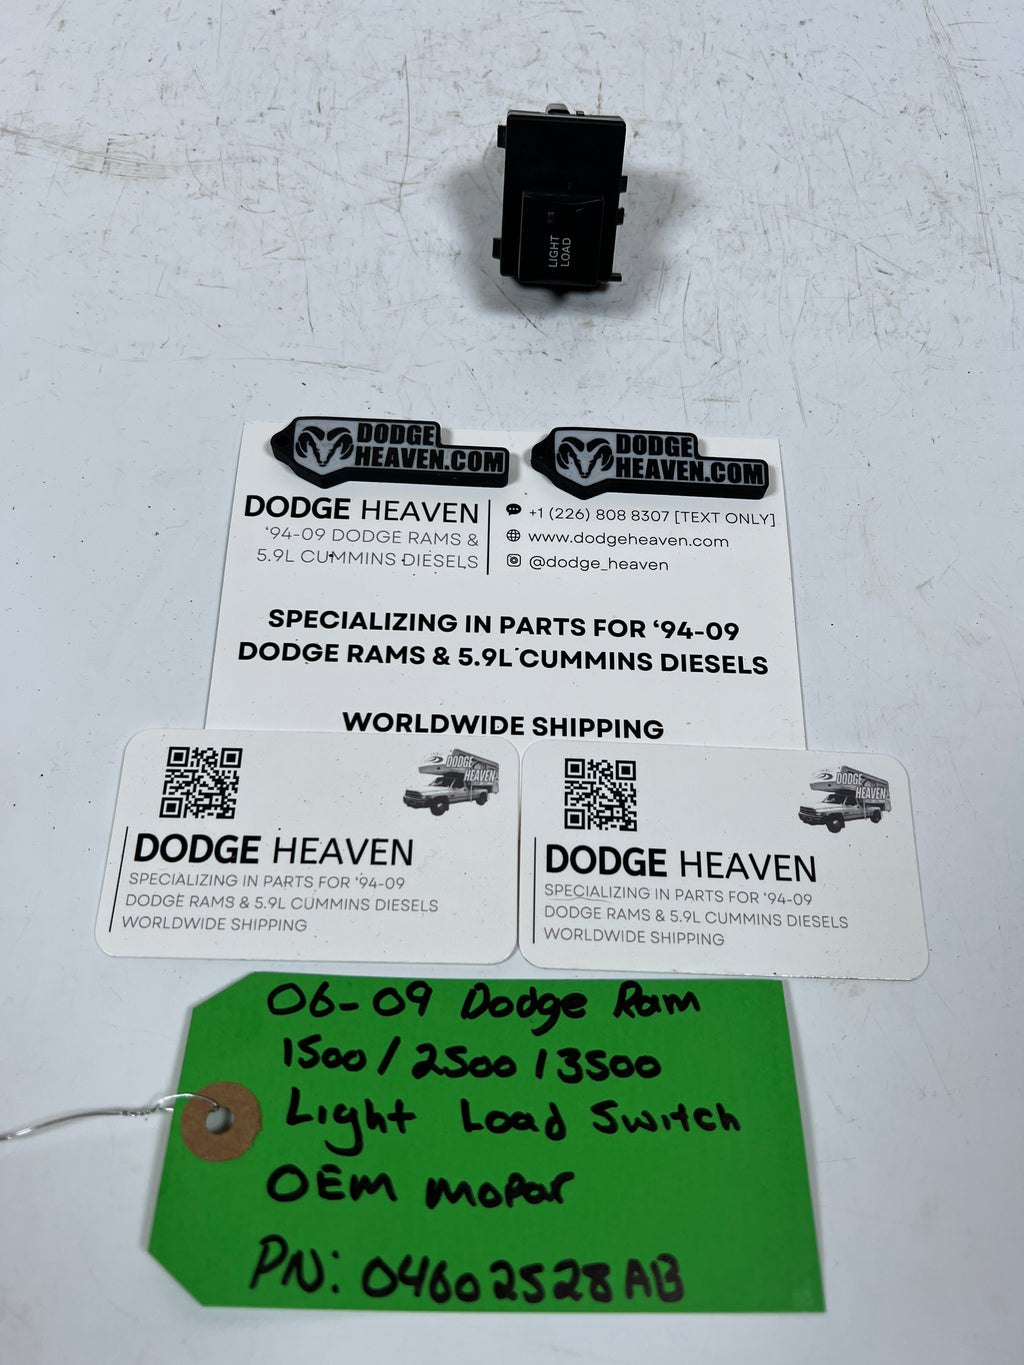 LIGHT
LOAD
DODGE
HEAVEN.COM
DODGE
HEAVEN.COM
DODGE HEAVEN
‘94-09 DODGE RAMS &
5.9L CUMMINS DIESELS
+1 (226) 808 8307 [TEXT ONLY]
www.dodgeheaven.com
@dodge_heaven
SPECIALIZING IN PARTS FOR ‘94-09
DODGE RAMS & 5.9L CUMMINS DIESELS
WORLDWIDE SHIPPING
DODGE
HEAVEN
DODGE HEAVEN
SPECIALIZING IN PARTS FOR ‘94-09
DODGE RAMS & 5.9L CUMMINS DIESELS
WORLDWIDE SHIPPING
DODGE
HEAVEN
DODGE HEAVEN
SPECIALIZING IN PARTS FOR ‘94-09
DODGE RAMS & 5.9L CUMMINS DIESELS
WORLDWIDE SHIPPING
06-09 Dodge Ram
1500/2500/3500
Light Load Switch
OEM Mopar
PN: 04602528AB